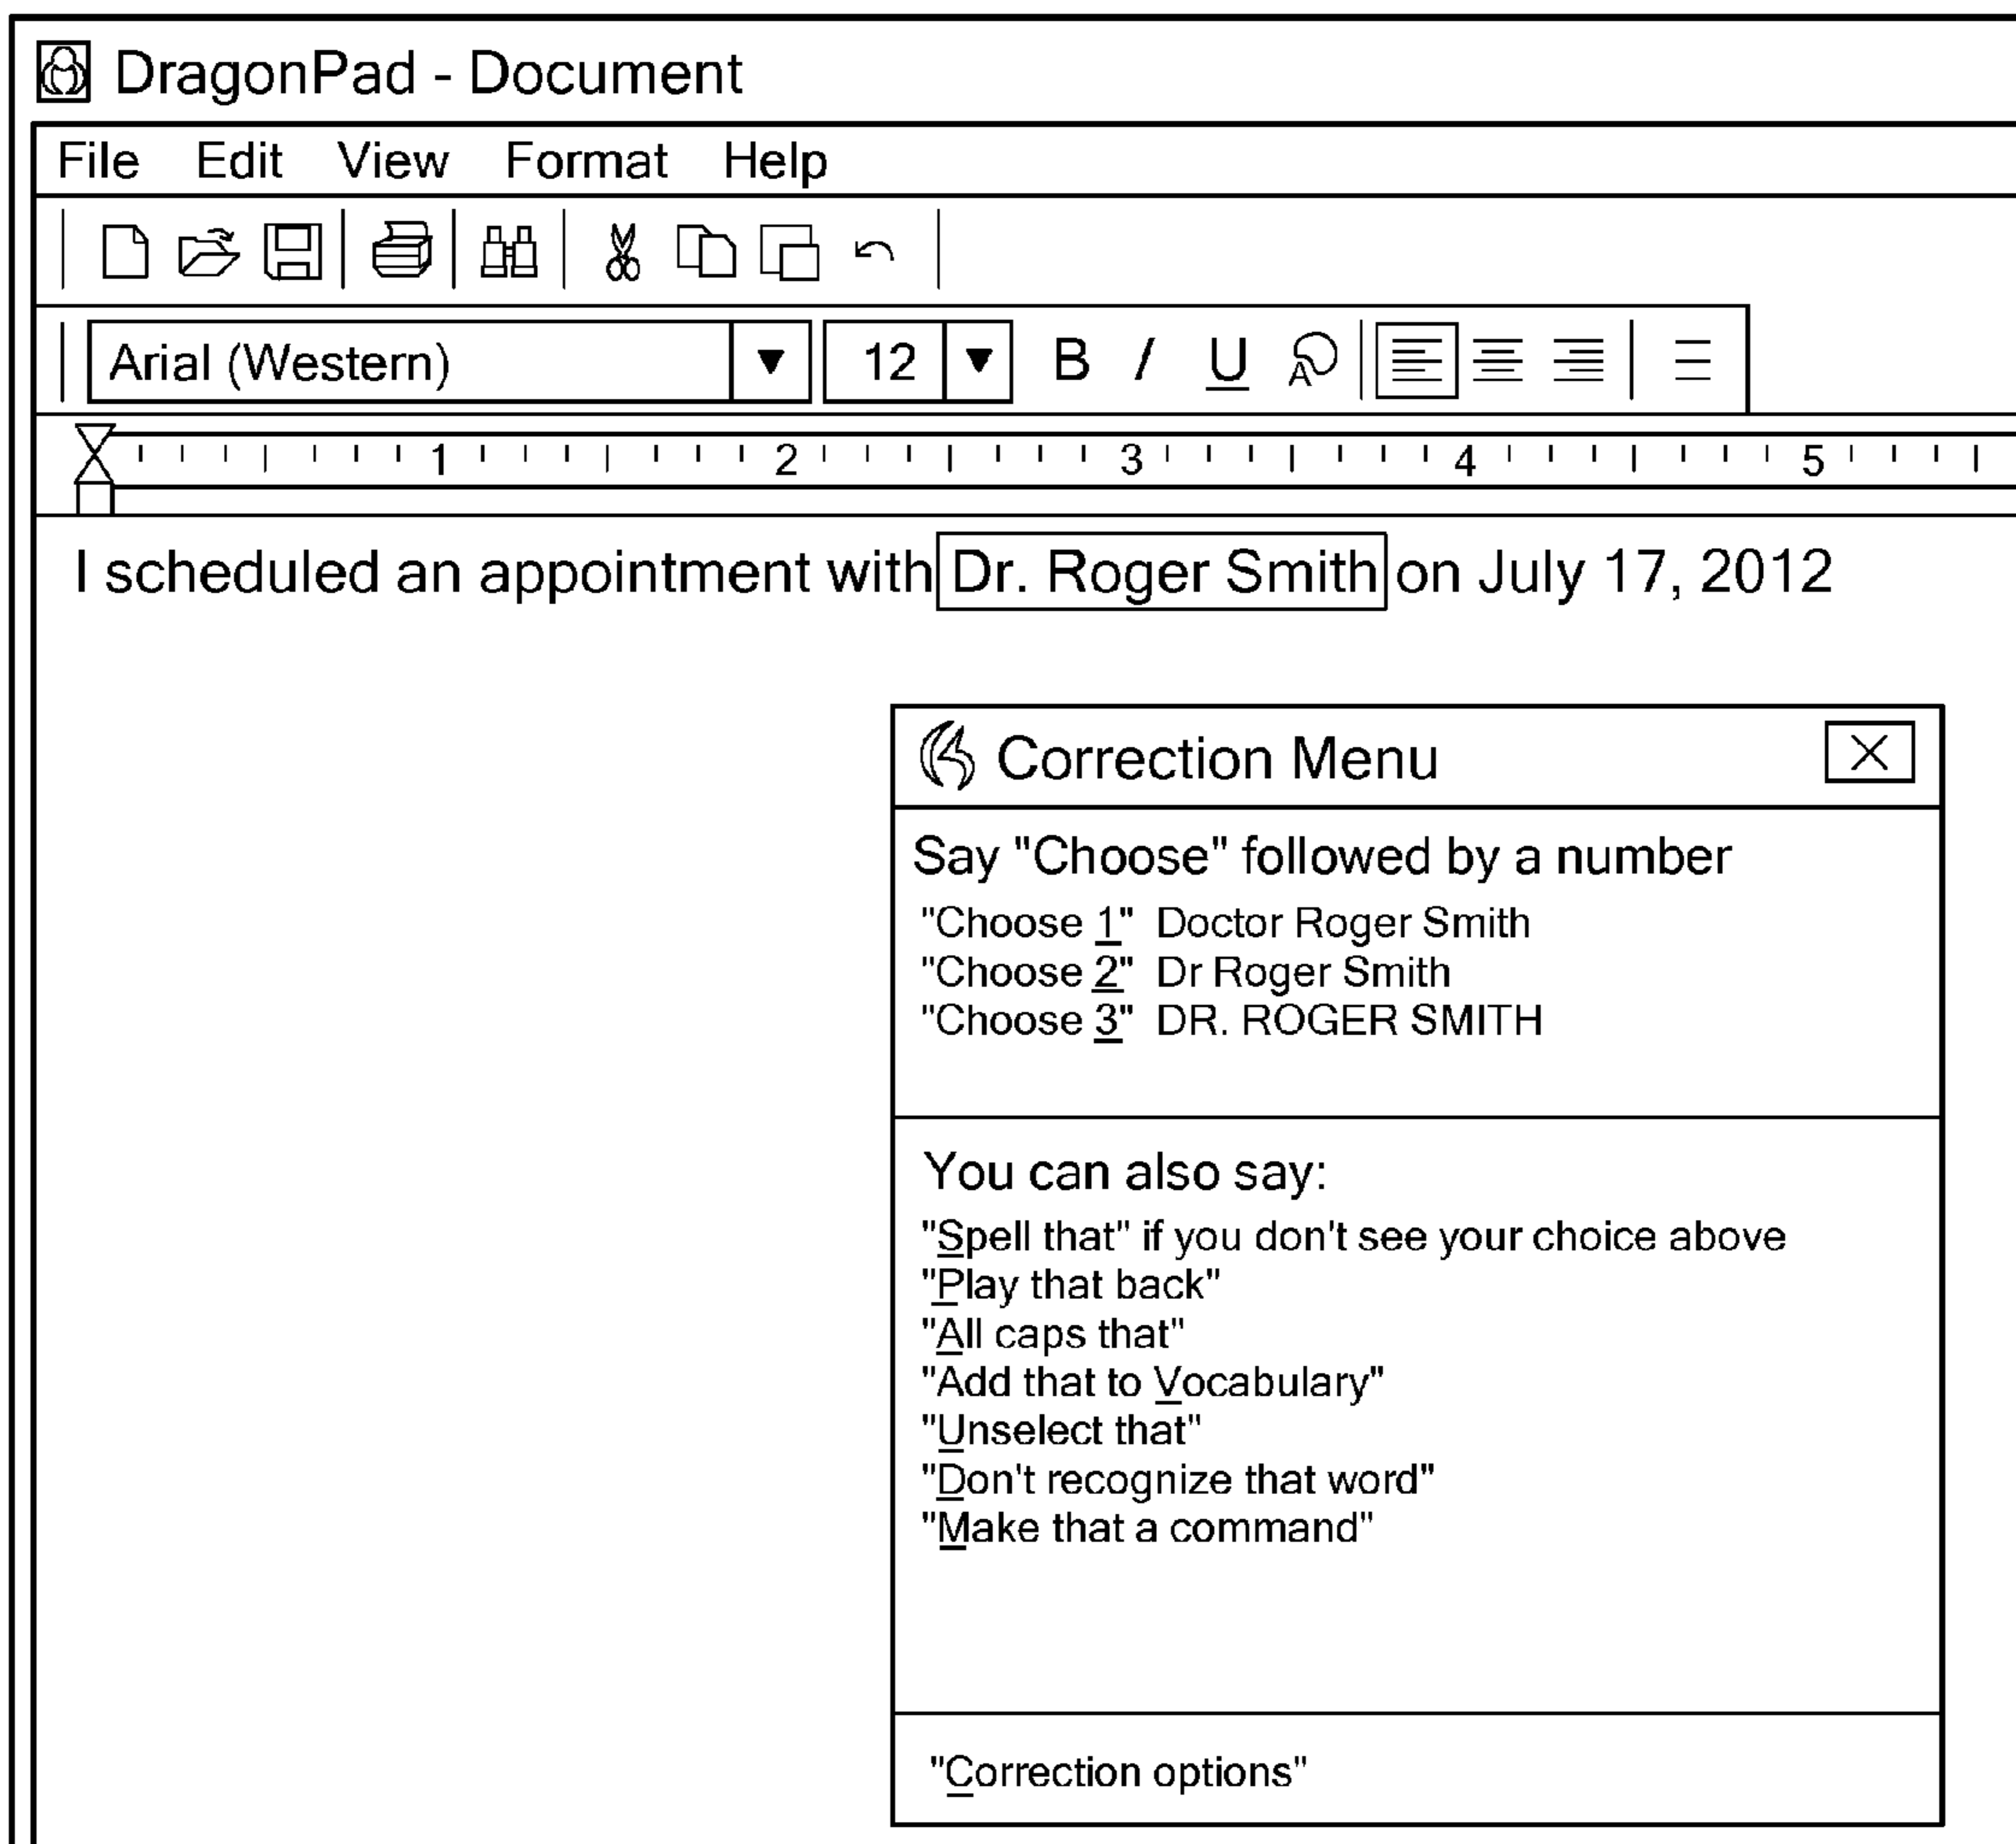 DragonPad - Document
File Edit View Format Help
Arial (Western) 12 B I U A
1 2 3 4 5
I scheduled an appointment with Dr. Roger Smith on July 17, 2012
Correction Menu
Say "Choose" followed by a number
"Choose 1" Doctor Roger Smith
"Choose 2" Dr Roger Smith
"Choose 3" DR. ROGER SMITH
You can also say:
"Spell that" if you don't see your choice above
"Play that back"
"All caps that"
"Add that to Vocabulary"
"Unselect that"
"Don't recognize that word"
"Make that a command"
"Correction options"